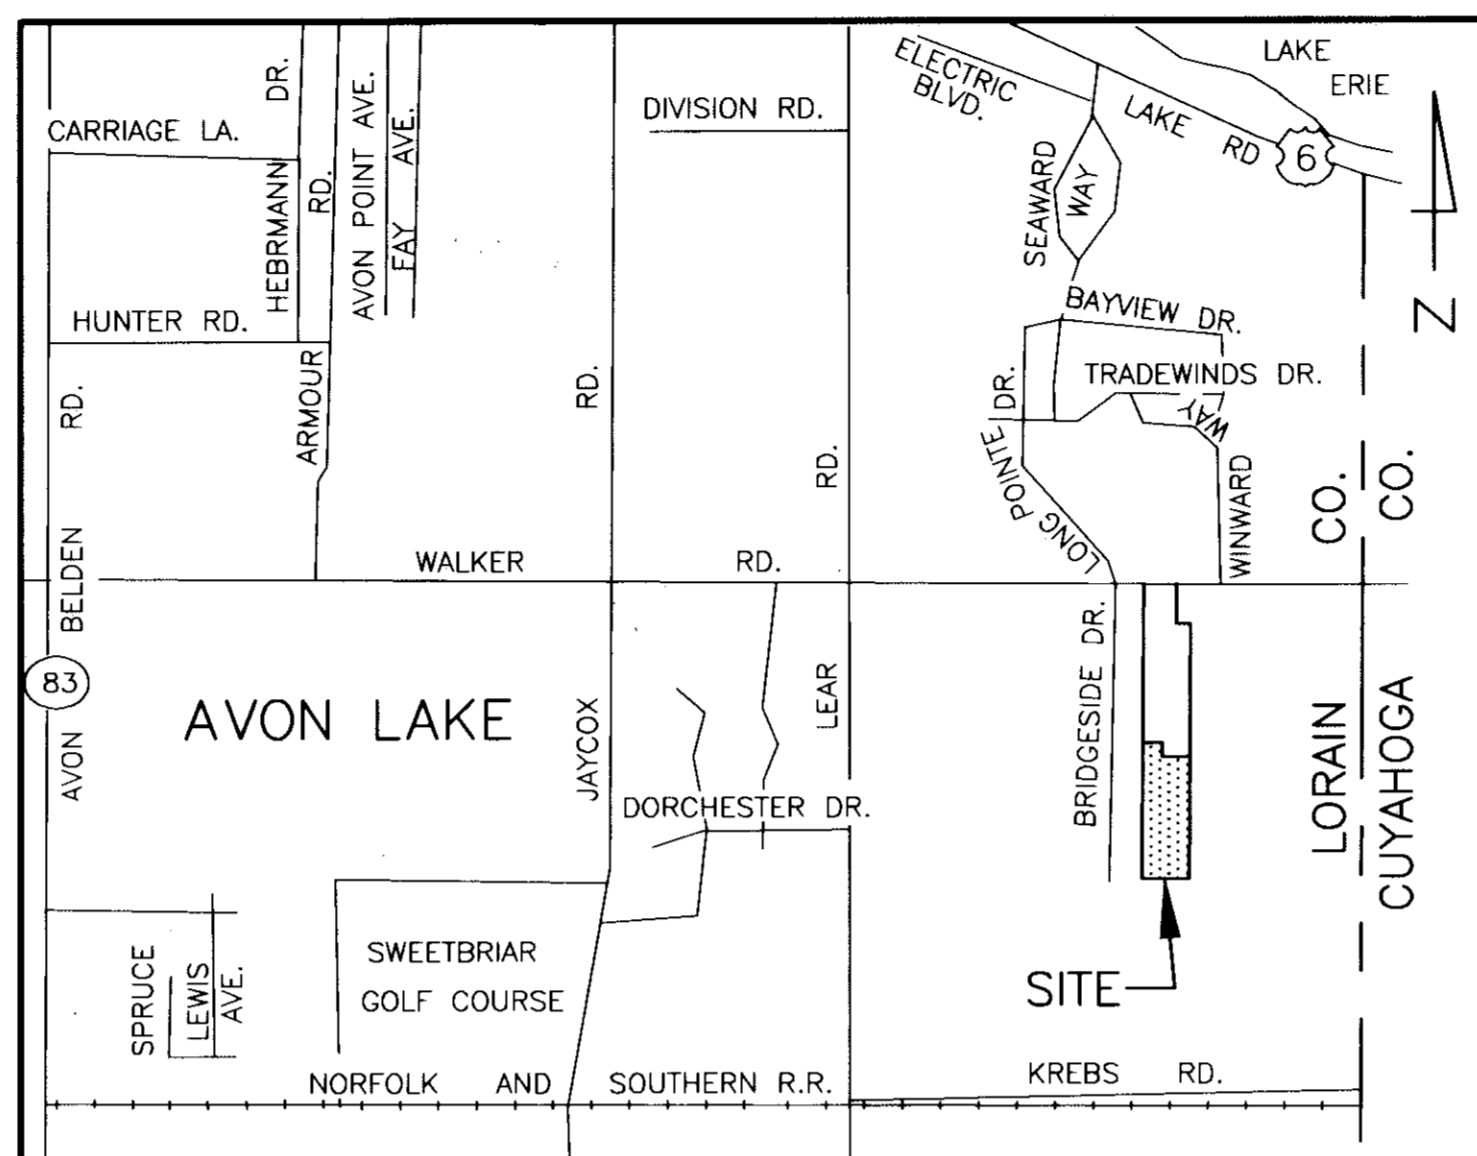 LAKE
ERIE
ELECTRIC
BLVD.
LAKE RD
6
CARRIAGE LA.
HEBRMANN DR.
ARMOUR RD.
AVON POINT AVE.
FAY AVE.
DIVISION RD.
SEAWARD
WAY
N
HUNTER RD.
BAYVIEW DR.
TRADEWINDS DR.
WINWARD WAY
LONG POINTE DR.
WALKER RD.
AVON BELDEN RD.
83
AVON LAKE
JAYCOX RD.
LEAR RD.
BRIDGESIDE DR.
LORAIN CO.
CUYAHOGA CO.
DORCHESTER DR.
SWEETBRIAR
GOLF COURSE
SPRUCE
LEWIS
AVE.
SITE
KREBS RD.
NORFOLK AND SOUTHERN R.R.